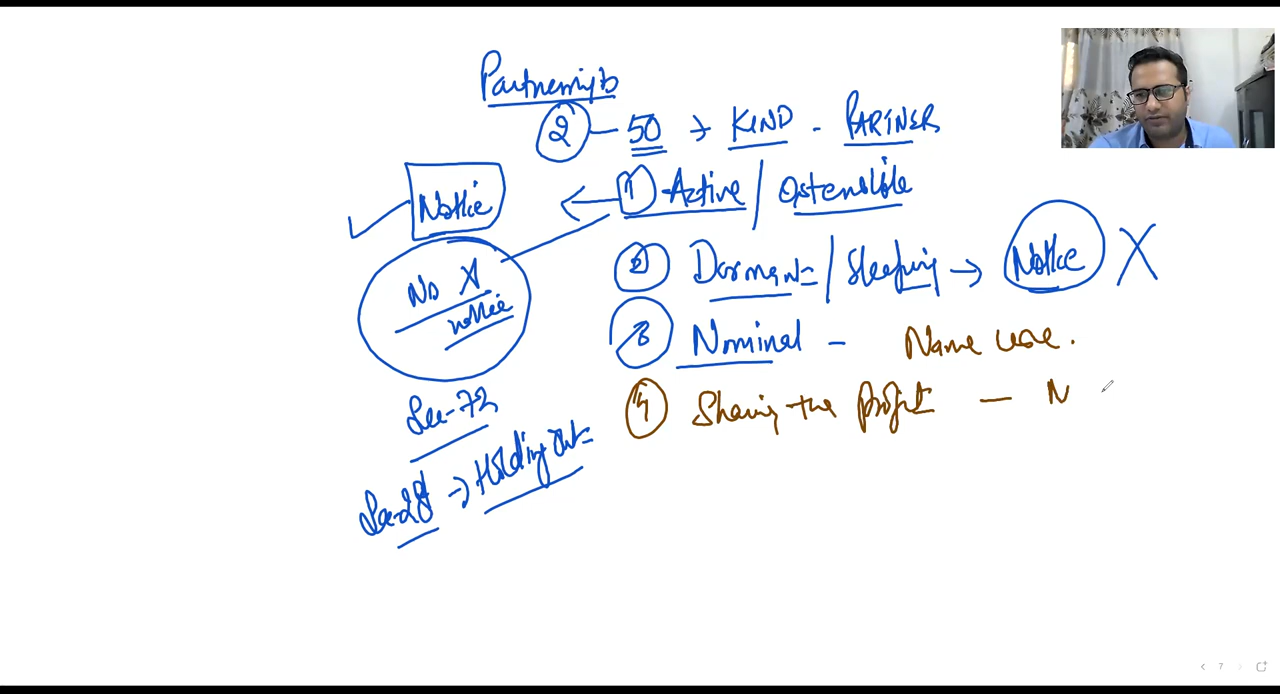 Partnership
2 - 50 → KIND - PARTNER
Notice
1 Active / Ostensible
No X
notice
2 Dormant / Sleeping → Notice X
3 Nominal - Name use.
4 Sharing the Profit - N
Sec-72
Sec-28 → Holding Out
7